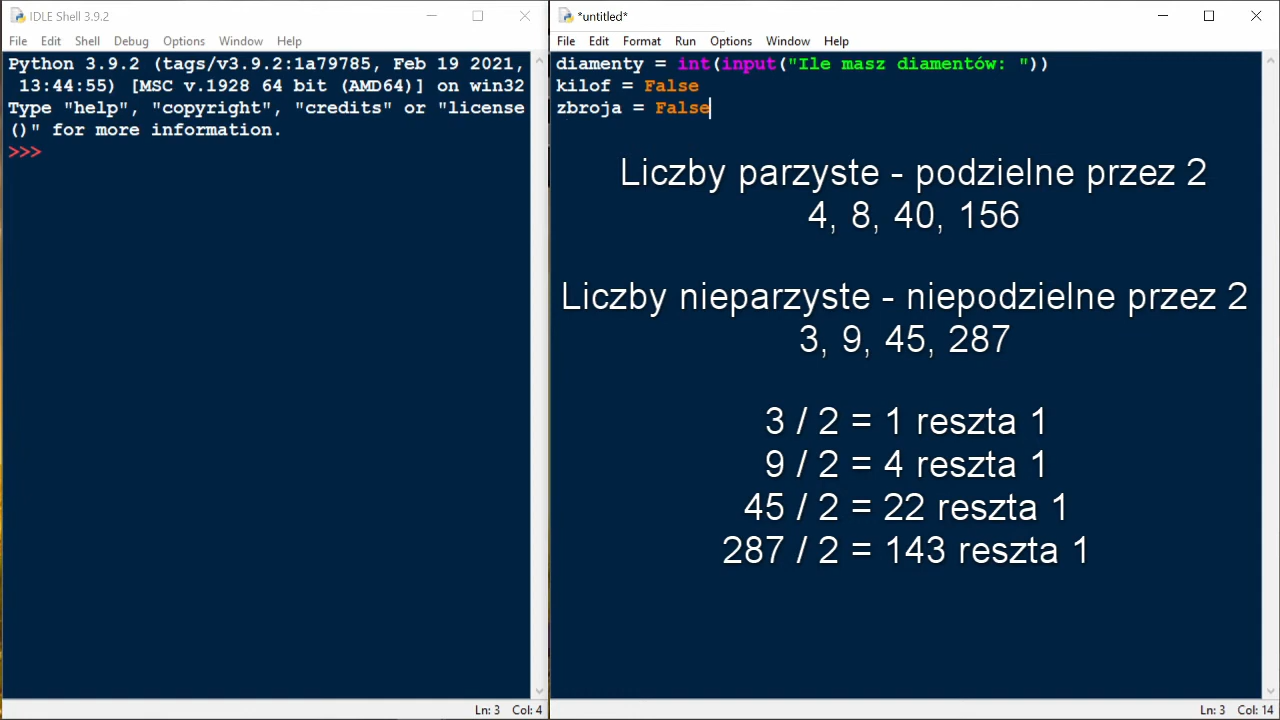 IDLE Shell 3.9.2
File Edit Shell Debug Options Window Help
Python 3.9.2 (tags/v3.9.2:1a79785, Feb 19 2021,
13:44:55) [MSC v.1928 64 bit (AMD64)] on win32
Type "help", "copyright", "credits" or "license
()" for more information.
>>>
Ln: 3 Col: 4
*untitled*
File Edit Format Run Options Window Help
diamenty = int(input("Ile masz diamentów: "))
kilof = False
zbroja = False
Liczby parzyste - podzielne przez 2
4, 8, 40, 156
Liczby nieparzyste - niepodzielne przez 2
3, 9, 45, 287
3 / 2 = 1 reszta 1
9 / 2 = 4 reszta 1
45 / 2 = 22 reszta 1
287 / 2 = 143 reszta 1
Ln: 3 Col: 14